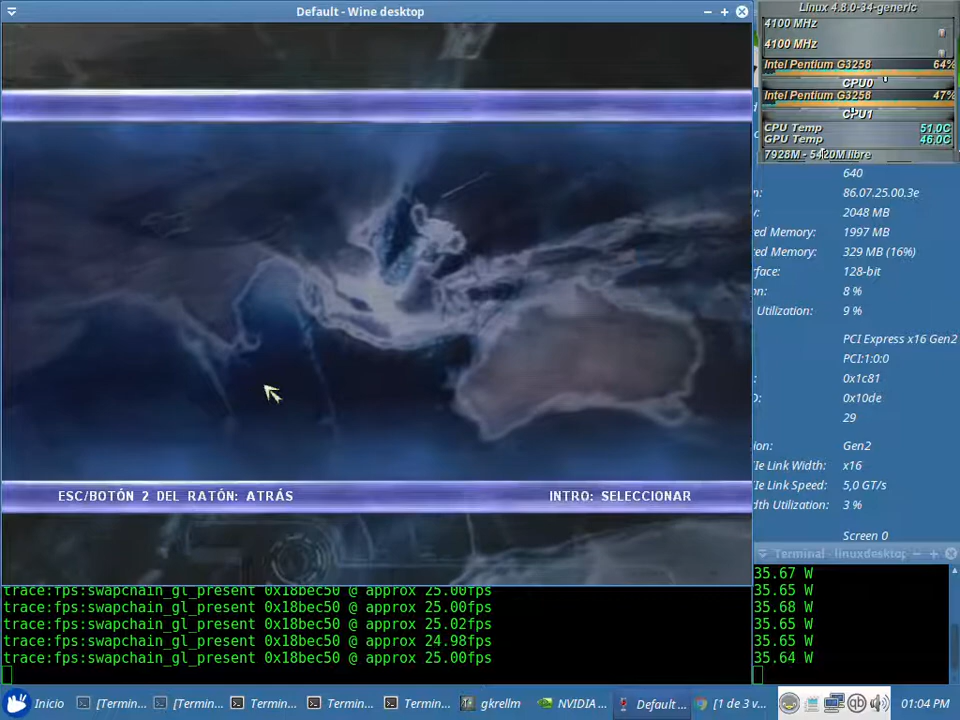 Default - Wine desktop
Linux 4.8.0-34-generic
4100 MHz
4100 MHz
Intel Pentium G3258 64%
CPU0
Intel Pentium G3258 47%
CPU1
CPU Temp 51.0C
GPU Temp 46.0C
7928M - 5420M libre
640
n: 86.07.25.00.3e
y: 2048 MB
ed Memory: 1997 MB
ed Memory: 329 MB (16%)
rface: 128-bit
on: 8 %
Utilization: 9 %
PCI Express x16 Gen2
PCI:1:0:0
: 0x1c81
D: 0x10de
29
ion: Gen2
Ie Link Width: x16
Ie Link Speed: 5,0 GT/s
dth Utilization: 3 %
Screen 0
ESC/BOTÓN 2 DEL RATÓN: ATRÁS INTRO: SELECCIONAR
Terminal - linuxdesktop
trace:fps:swapchain_gl_present 0x18bec50 @ approx 25.00fps
trace:fps:swapchain_gl_present 0x18bec50 @ approx 25.00fps
trace:fps:swapchain_gl_present 0x18bec50 @ approx 25.02fps
trace:fps:swapchain_gl_present 0x18bec50 @ approx 24.98fps
trace:fps:swapchain_gl_present 0x18bec50 @ approx 25.00fps
35.67 W
35.65 W
35.68 W
35.65 W
35.65 W
35.64 W
Inicio [Termin... [Termin... Termin... Termin... Termin... gkrellm NVIDIA ... Default ... [1 de 3 v... qb 01:04 PM